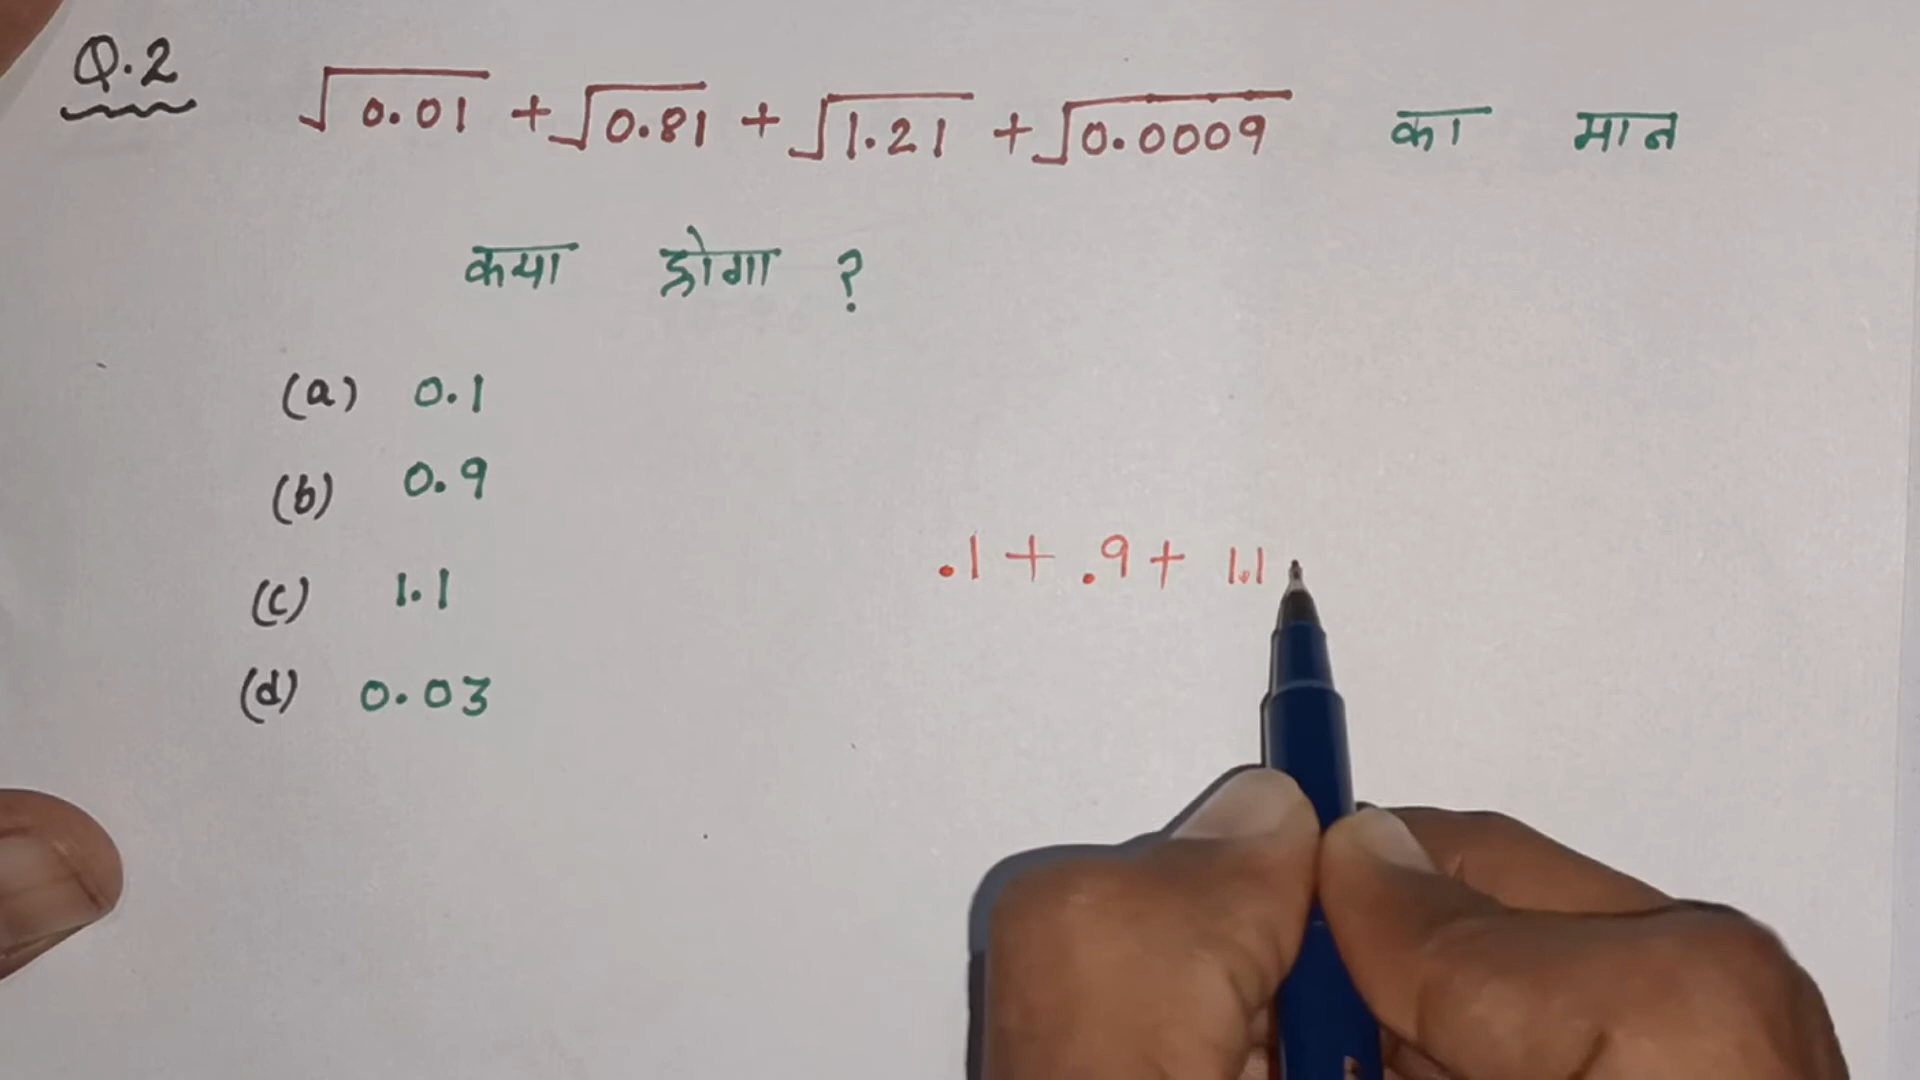 Q.2 √0.01 + √0.81 + √1.21 + √0.0009 का मान
क्या होगा ?
(a) 0.1
(b) 0.9
.1 + .9 + 1.1
(c) 1.1
(d) 0.03